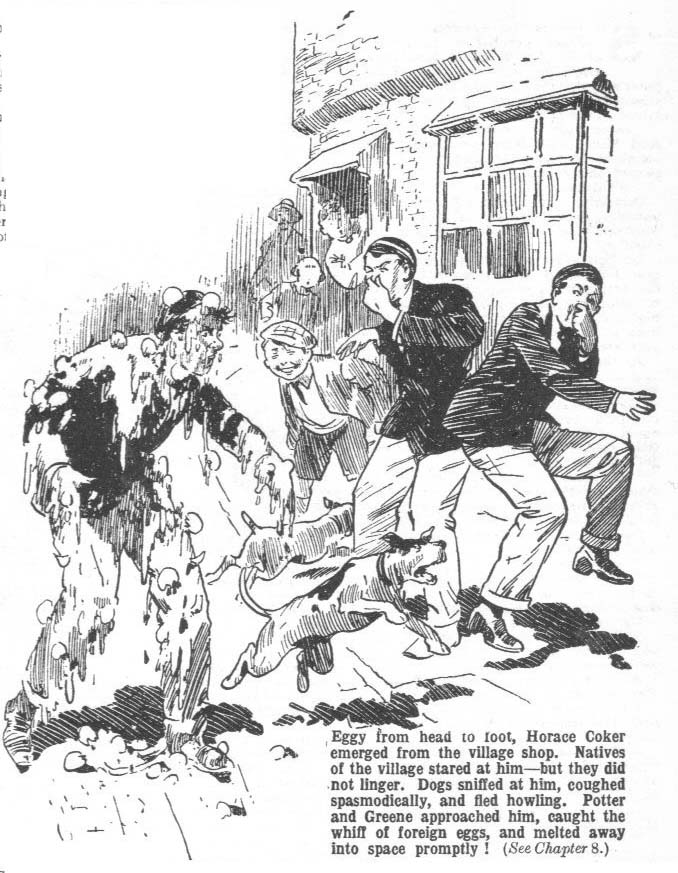 Eggy from head to foot, Horace Coker
emerged from the village shop. Natives
of the village stared at him—but they did
not linger. Dogs sniffed at him, coughed
spasmodically, and fled howling. Potter
and Greene approached him, caught the
whiff of foreign eggs, and melted away
into space promptly ! (See Chapter 8.)